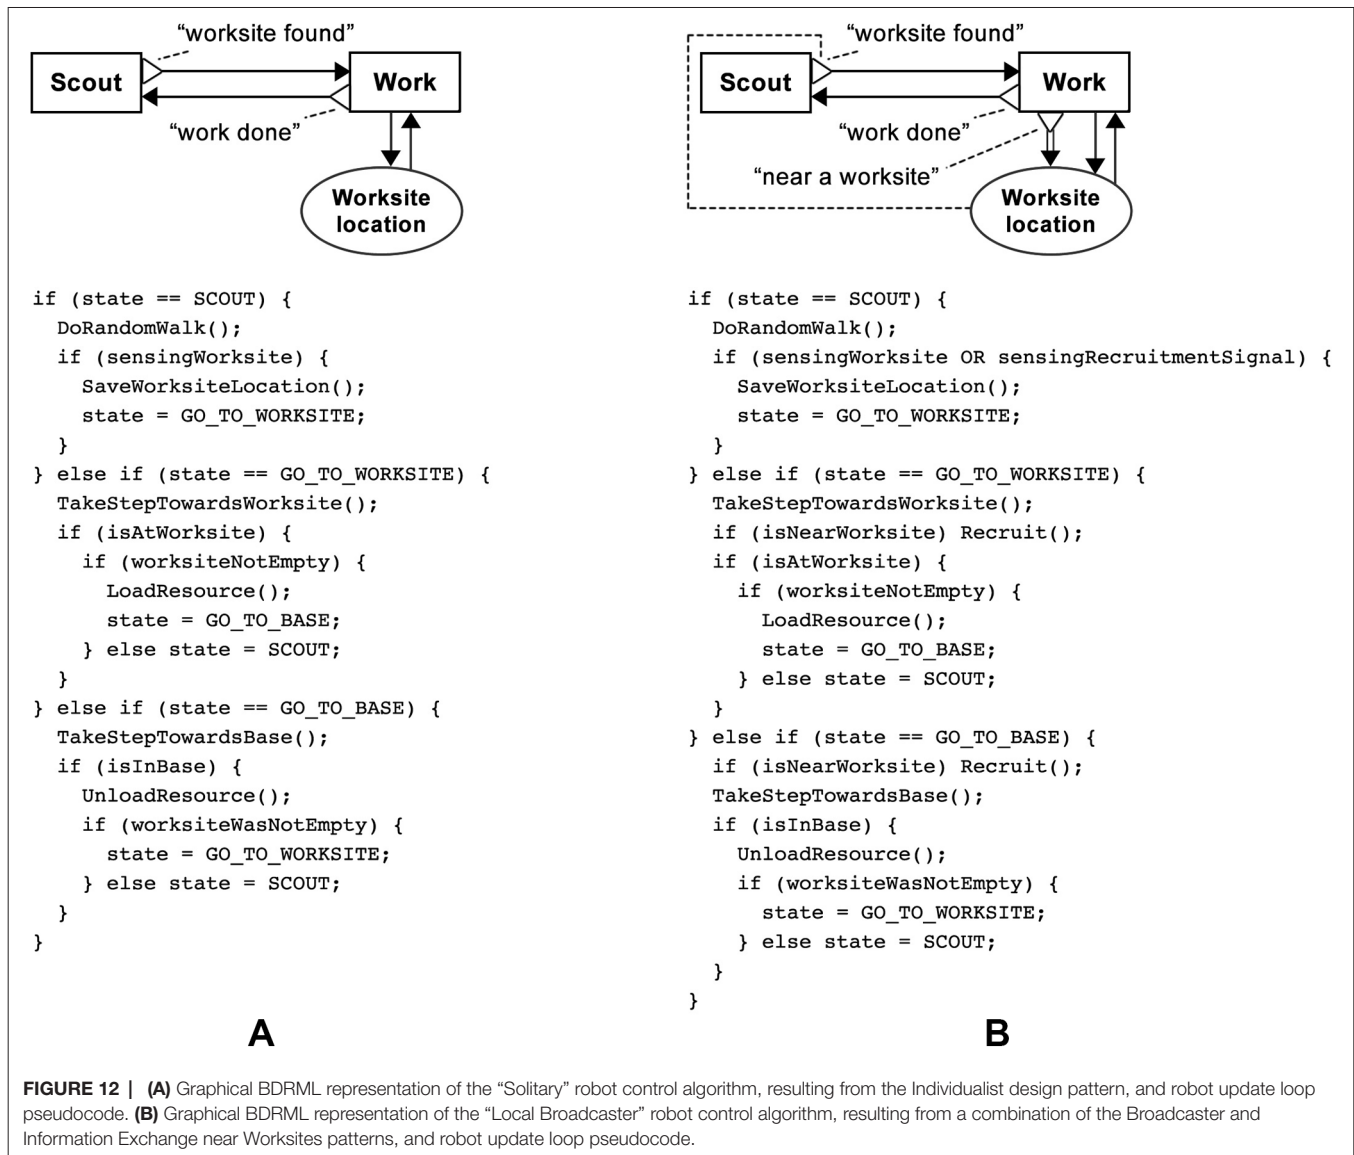 “worksite found”
Scout
Work
“work done”
Worksite
location
if (state == SCOUT) {
  DoRandomWalk();
  if (sensingWorksite) {
    SaveWorksiteLocation();
    state = GO_TO_WORKSITE;
  }
} else if (state == GO_TO_WORKSITE) {
  TakeStepTowardsWorksite();
  if (isAtWorksite) {
    if (worksiteNotEmpty) {
      LoadResource();
      state = GO_TO_BASE;
    } else state = SCOUT;
  }
} else if (state == GO_TO_BASE) {
  TakeStepTowardsBase();
  if (isInBase) {
    UnloadResource();
    if (worksiteWasNotEmpty) {
      state = GO_TO_WORKSITE;
    } else state = SCOUT;
  }
}
A
“worksite found”
Scout
Work
“work done”
“near a worksite”
Worksite
location
if (state == SCOUT) {
  DoRandomWalk();
  if (sensingWorksite OR sensingRecruitmentSignal) {
    SaveWorksiteLocation();
    state = GO_TO_WORKSITE;
  }
} else if (state == GO_TO_WORKSITE) {
  TakeStepTowardsWorksite();
  if (isNearWorksite) Recruit();
  if (isAtWorksite) {
    if (worksiteNotEmpty) {
      LoadResource();
      state = GO_TO_BASE;
    } else state = SCOUT;
  }
} else if (state == GO_TO_BASE) {
  if (isNearWorksite) Recruit();
  TakeStepTowardsBase();
  if (isInBase) {
    UnloadResource();
    if (worksiteWasNotEmpty) {
      state = GO_TO_WORKSITE;
    } else state = SCOUT;
  }
}
B
FIGURE 12 | (A) Graphical BDRML representation of the “Solitary” robot control algorithm, resulting from the Individualist design pattern, and robot update loop
pseudocode. (B) Graphical BDRML representation of the “Local Broadcaster” robot control algorithm, resulting from a combination of the Broadcaster and
Information Exchange near Worksites patterns, and robot update loop pseudocode.